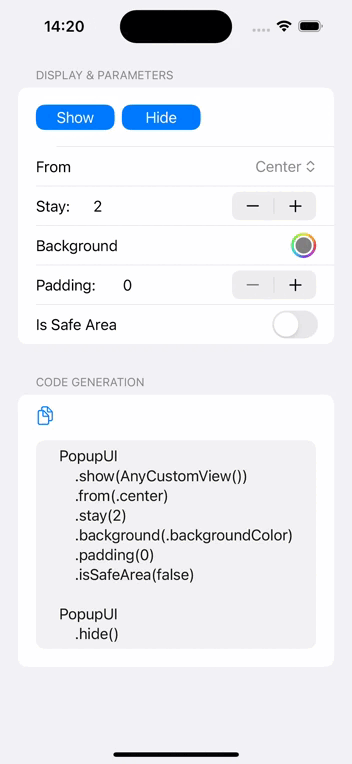 14:20
DISPLAY & PARAMETERS
Show Hide
From Center
Stay: 2
Background
Padding: 0
Is Safe Area
CODE GENERATION
PopupUI
.show(AnyCustomView())
.from(.center)
.stay(2)
.background(.backgroundColor)
.padding(0)
.isSafeArea(false)
PopupUI
.hide()